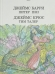 ДЖЕЙМС БАРРИ
ПИТЕР ПЭН
ДЖЕЙМС КРЮС
ТИМ ТАЛЕР